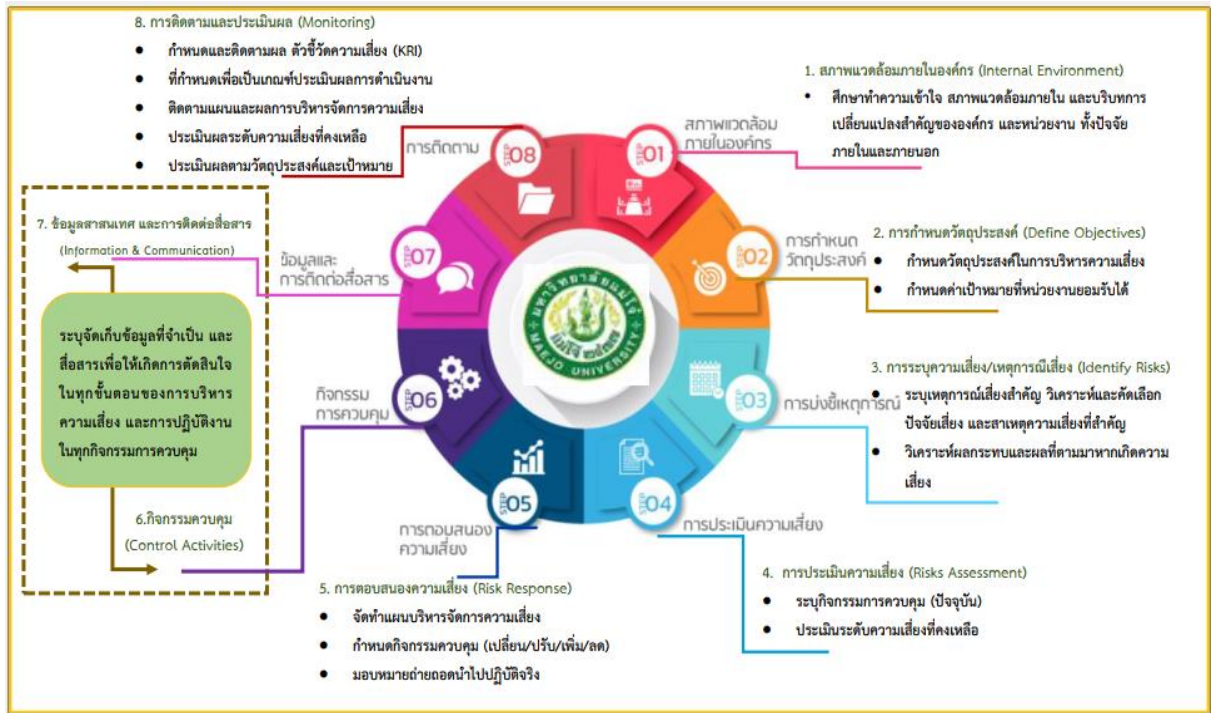 8. การติดตามและประเมินผล (Monitoring)
● กำหนดและติดตามผล ตัวชี้วัดความเสี่ยง (KRI)
● ที่กำหนดเพื่อเป็นเกณฑ์ประเมินผลการดำเนินงาน
● ติดตามแผนและผลการบริหารจัดการความเสี่ยง
● ประเมินผลระดับความเสี่ยงที่คงเหลือ
● ประเมินผลตามวัตถุประสงค์และเป้าหมาย
1. สภาพแวดล้อมภายในองค์กร (Internal Environment)
• ศึกษาทำความเข้าใจ สภาพแวดล้อมภายใน และบริบทการ
เปลี่ยนแปลงสำคัญขององค์กร และหน่วยงาน ทั้งปัจจัย
ภายในและภายนอก
การติดตาม
STEP 08
STEP 01
สภาพแวดล้อม
ภายในองค์กร
7. ข้อมูลสาสนเทศ และการติดต่อสื่อสาร
(Information & Communication)
ข้อมูลและ
การติดต่อสื่อสาร
STEP 07
STEP 02
การกำหนด
วัตถุประสงค์
2. การกำหนดวัตถุประสงค์ (Define Objectives)
● กำหนดวัตถุประสงค์ในการบริหารความเสี่ยง
● กำหนดค่าเป้าหมายที่หน่วยงานยอมรับได้
มหาวิทยาลัยแม่โจ้
แม่โจ้ ๒๔๗๗
MAEJO UNIVERSITY
ระบุจัดเก็บข้อมูลที่จำเป็น และ
สื่อสารเพื่อให้เกิดการตัดสินใจ
ในทุกขั้นตอนของการบริหาร
ความเสี่ยง และการปฏิบัติงาน
ในทุกกิจกรรมการควบคุม
กิจกรรม
การควบคุม
STEP 06
STEP 03
การบ่งชี้เหตุการณ์
3. การระบุความเสี่ยง/เหตุการณ์เสี่ยง (Identify Risks)
● ระบุเหตุการณ์เสี่ยงสำคัญ วิเคราะห์และคัดเลือก
ปัจจัยเสี่ยง และสาเหตุความเสี่ยงที่สำคัญ
● วิเคราะห์ผลกระทบและผลที่ตามมาหากเกิดความ
เสี่ยง
6.กิจกรรมควบคุม
(Control Activities)
การตอบสนอง
ความเสี่ยง
STEP 05
STEP 04
การประเมินความเสี่ยง
5. การตอบสนองความเสี่ยง (Risk Response)
● จัดทำแผนบริหารจัดการความเสี่ยง
● กำหนดกิจกรรมควบคุม (เปลี่ยน/ปรับ/เพิ่ม/ลด)
● มอบหมายถ่ายถอดนำไปปฏิบัติจริง
4. การประเมินความเสี่ยง (Risks Assessment)
● ระบุกิจกรรมการควบคุม (ปัจจุบัน)
● ประเมินระดับความเสี่ยงที่คงเหลือ